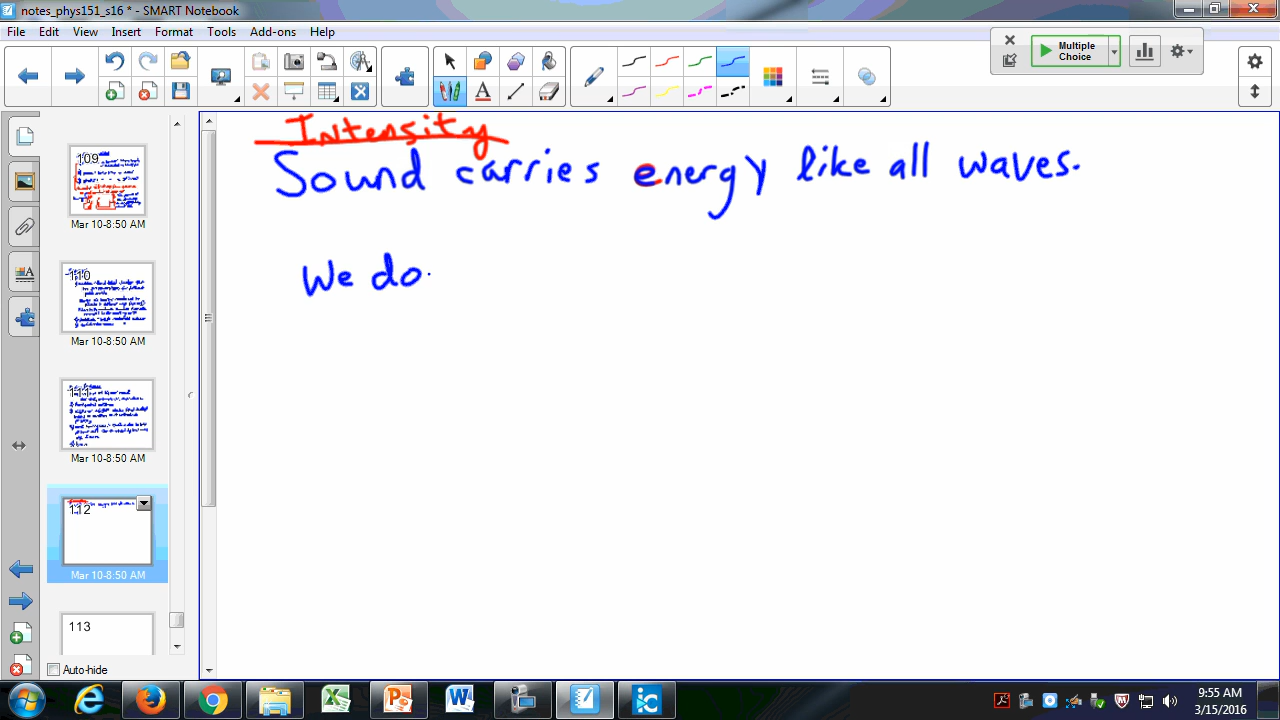 notes_phys151_s16 * - SMART Notebook
File Edit View Insert Format Tools Add-ons Help
Multiple
Choice
Intensity
Sound carries energy like all waves.
We do
109
Mar 10-8:50 AM
110
Mar 10-8:50 AM
111
Mar 10-8:50 AM
112
Mar 10-8:50 AM
113
Auto-hide
9:55 AM
3/15/2016